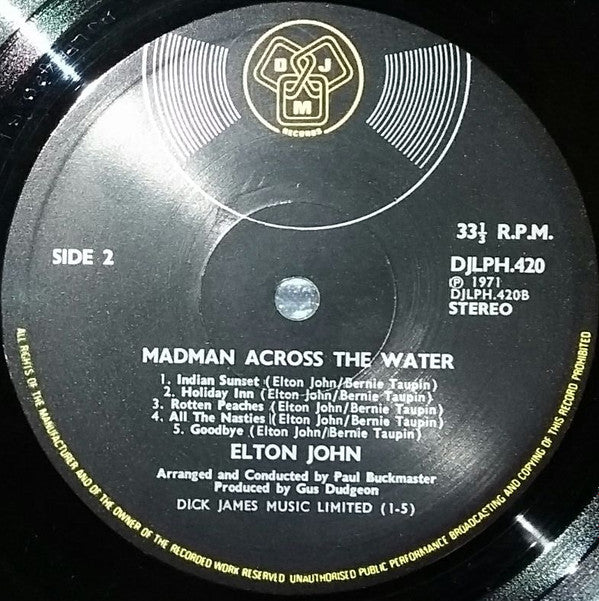 D J
M
RECORDS
33⅓ R.P.M.
SIDE 2
DJLPH.420
℗ 1971
DJLPH.420B
STEREO
MADMAN ACROSS THE WATER
1. Indian Sunset (Elton John/Bernie Taupin)
2. Holiday Inn (Elton John/Bernie Taupin)
3. Rotten Peaches (Elton John/Bernie Taupin)
4. All The Nasties (Elton John/Bernie Taupin)
5. Goodbye (Elton John/Bernie Taupin)
ELTON JOHN
Arranged and Conducted by Paul Buckmaster
Produced by Gus Dudgeon
DICK JAMES MUSIC LIMITED (1-5)
ALL RIGHTS OF THE MANUFACTURER AND OF THE OWNER OF THE RECORDED WORK RESERVED UNAUTHORISED PUBLIC PERFORMANCE BROADCASTING AND COPYING OF THIS RECORD PROHIBITED